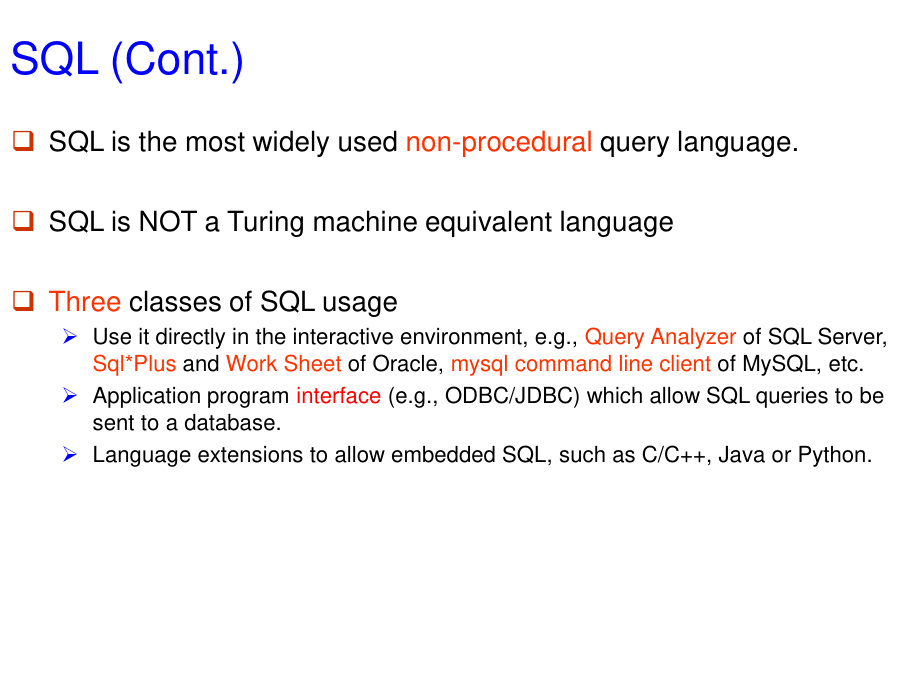 SQL (Cont.)
SQL is the most widely used non-procedural query language.
SQL is NOT a Turing machine equivalent language
Three classes of SQL usage
Use it directly in the interactive environment, e.g., Query Analyzer of SQL Server,
Sql*Plus and Work Sheet of Oracle, mysql command line client of MySQL, etc.
Application program interface (e.g., ODBC/JDBC) which allow SQL queries to be
sent to a database.
Language extensions to allow embedded SQL, such as C/C++, Java or Python.